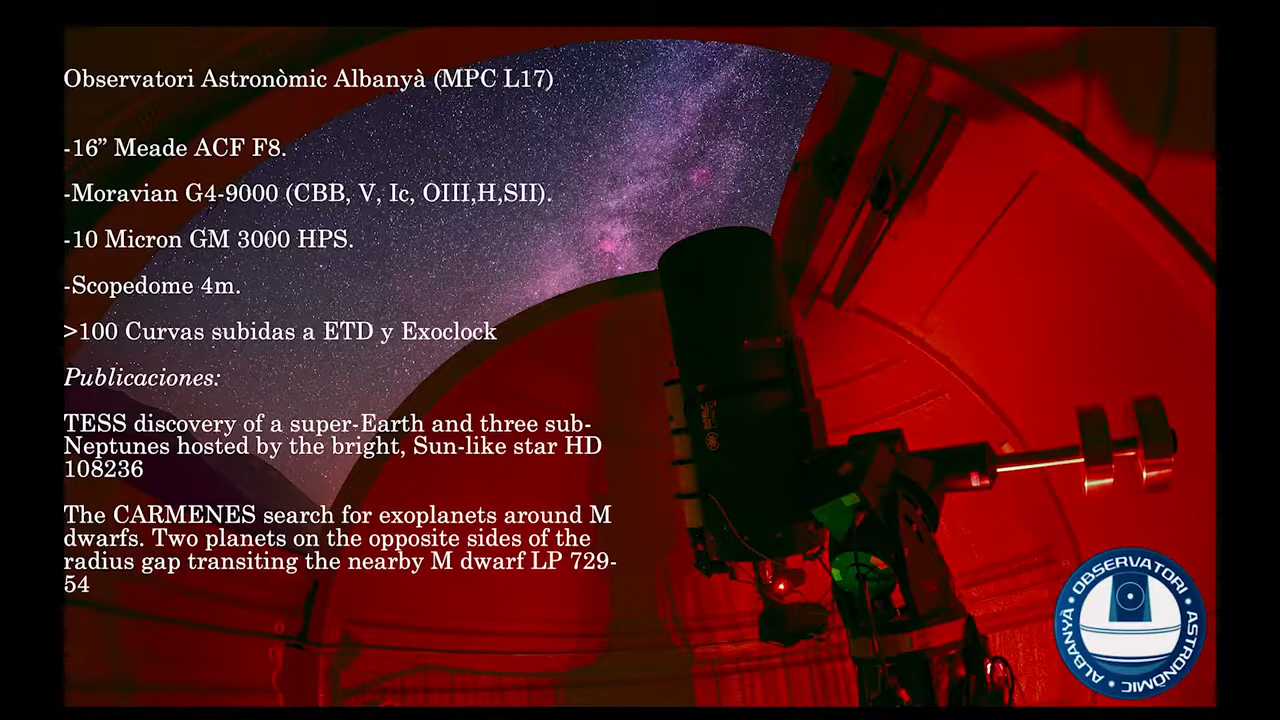 Observatori Astronòmic Albanyà (MPC L17)
-16” Meade ACF F8.
-Moravian G4-9000 (CBB, V, Ic, OIII,H,SII).
-10 Micron GM 3000 HPS.
-Scopedome 4m.
>100 Curvas subidas a ETD y Exoclock
Publicaciones:
TESS discovery of a super-Earth and three sub-
Neptunes hosted by the bright, Sun-like star HD
108236
The CARMENES search for exoplanets around M
dwarfs. Two planets on the opposite sides of the
radius gap transiting the nearby M dwarf LP 729-
54
OBSERVATORI ASTRONÒMIC ALBANYÀ